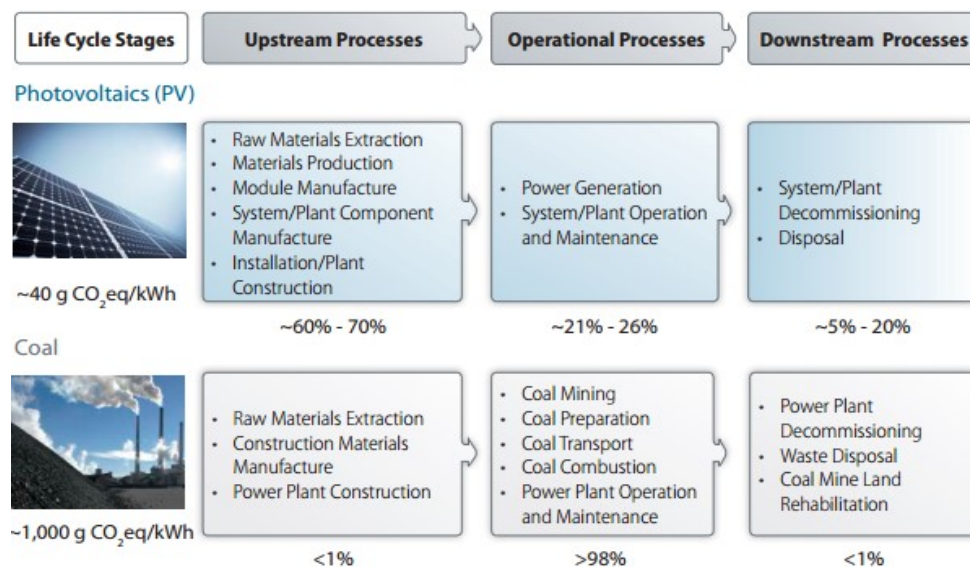 Life Cycle Stages
Upstream Processes
Operational Processes
Downstream Processes
Photovoltaics (PV)
• Raw Materials Extraction
• Materials Production
• Module Manufacture
• System/Plant Component
Manufacture
• Installation/Plant
Construction
• Power Generation
• System/Plant Operation
and Maintenance
• System/Plant
Decommissioning
• Disposal
~40 g CO₂eq/kWh
~60% - 70%
~21% - 26%
~5% - 20%
Coal
• Raw Materials Extraction
• Construction Materials
Manufacture
• Power Plant Construction
• Coal Mining
• Coal Preparation
• Coal Transport
• Coal Combustion
• Power Plant Operation
and Maintenance
• Power Plant
Decommissioning
• Waste Disposal
• Coal Mine Land
Rehabilitation
~1,000 g CO₂eq/kWh
<1%
>98%
<1%